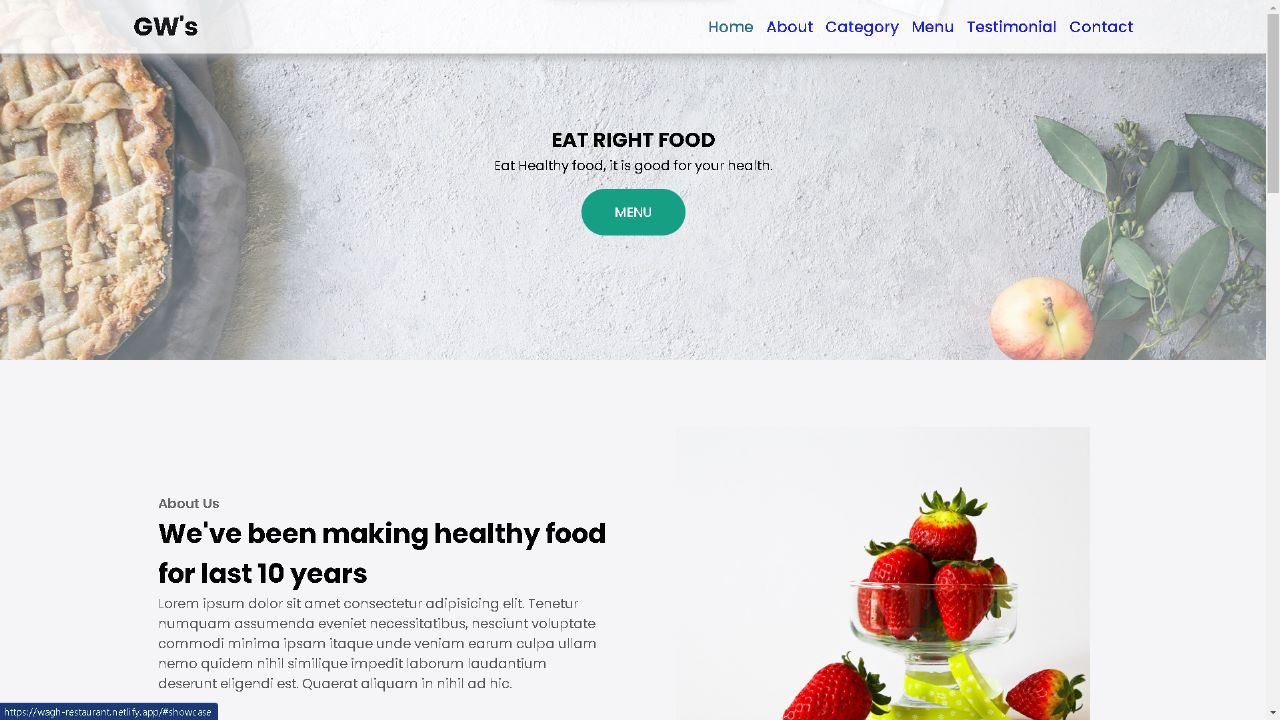 GW's
Home About Category Menu Testimonial Contact
EAT RIGHT FOOD
Eat Healthy food, it is good for your health.
MENU
About Us
We've been making healthy food
for last 10 years
Lorem ipsum dolor sit amet consectetur adipisicing elit. Tenetur
numquam assumenda eveniet necessitatibus, nesciunt voluptate
commodi minima ipsam itaque unde veniam earum culpa ullam
nemo quidem nihil similique impedit laborum laudantium
deserunt eligendi est. Quaerat aliquam in nihil ad hic.
https://wagh-restaurant.netlify.app/#showcase